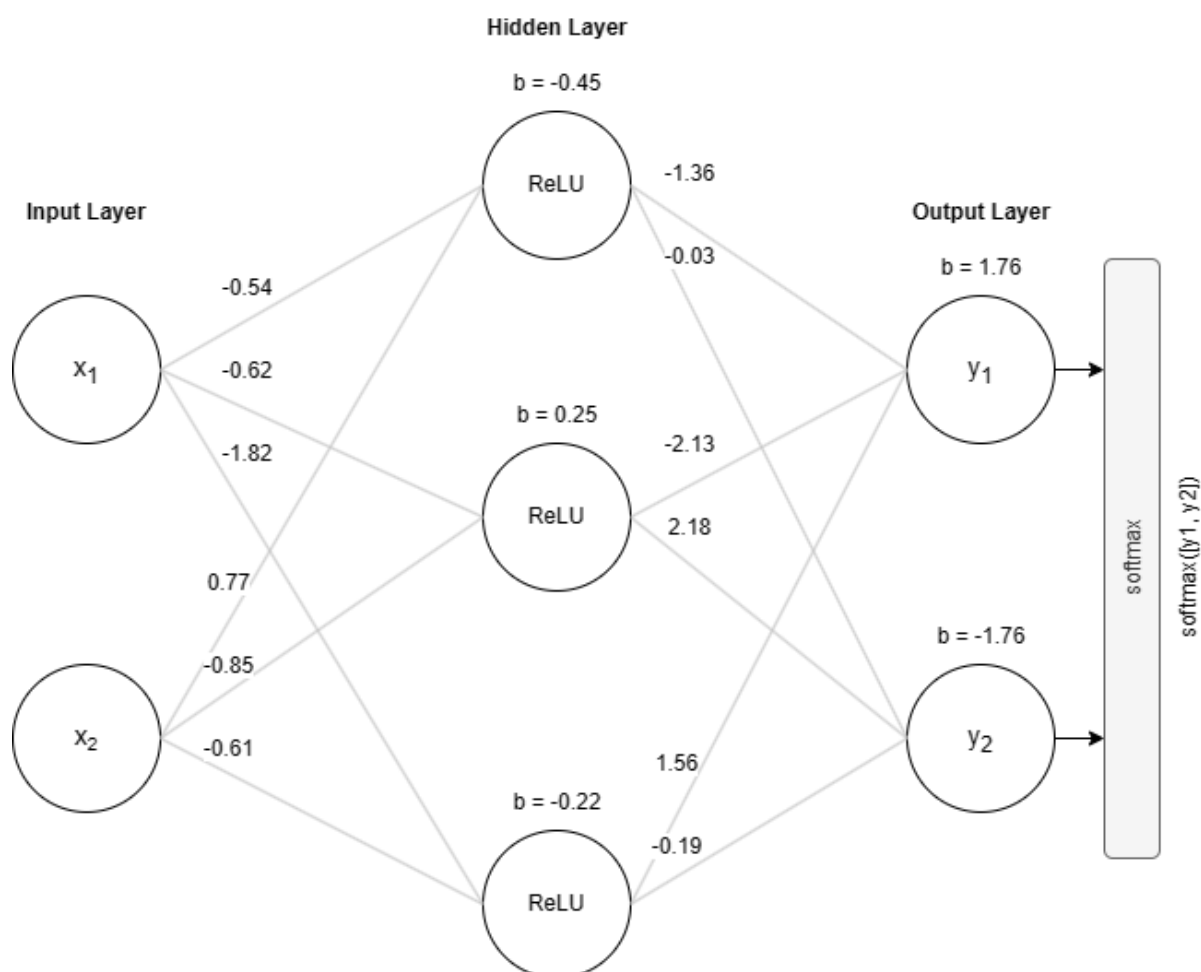 Hidden Layer
b = -0.45
ReLU
-1.36
Input Layer
Output Layer
-0.03
b = 1.76
-0.54
x1
-0.62
y1
b = 0.25
-1.82
-2.13
ReLU
2.18
softmax
softmax([y1, y2])
0.77
b = -1.76
-0.85
x2
-0.61
y2
1.56
b = -0.22
-0.19
ReLU